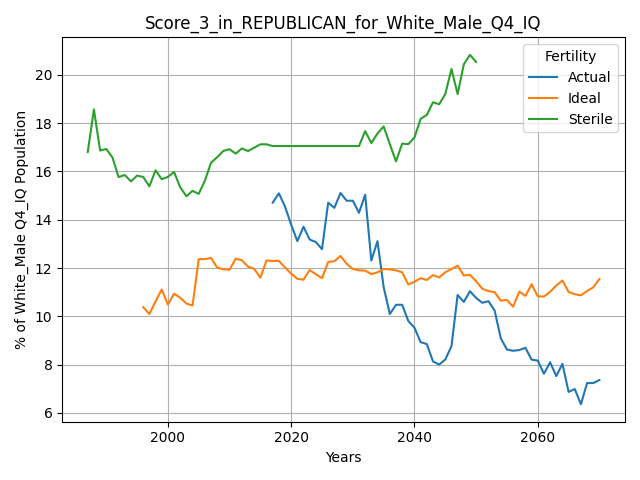 Score_3_in_REPUBLICAN_for_White_Male_Q4_IQ
% of White_Male Q4_IQ Population
20
18
16
14
12
10
8
6
Fertility
Actual
Ideal
Sterile
2000
2020
2040
2060
Years